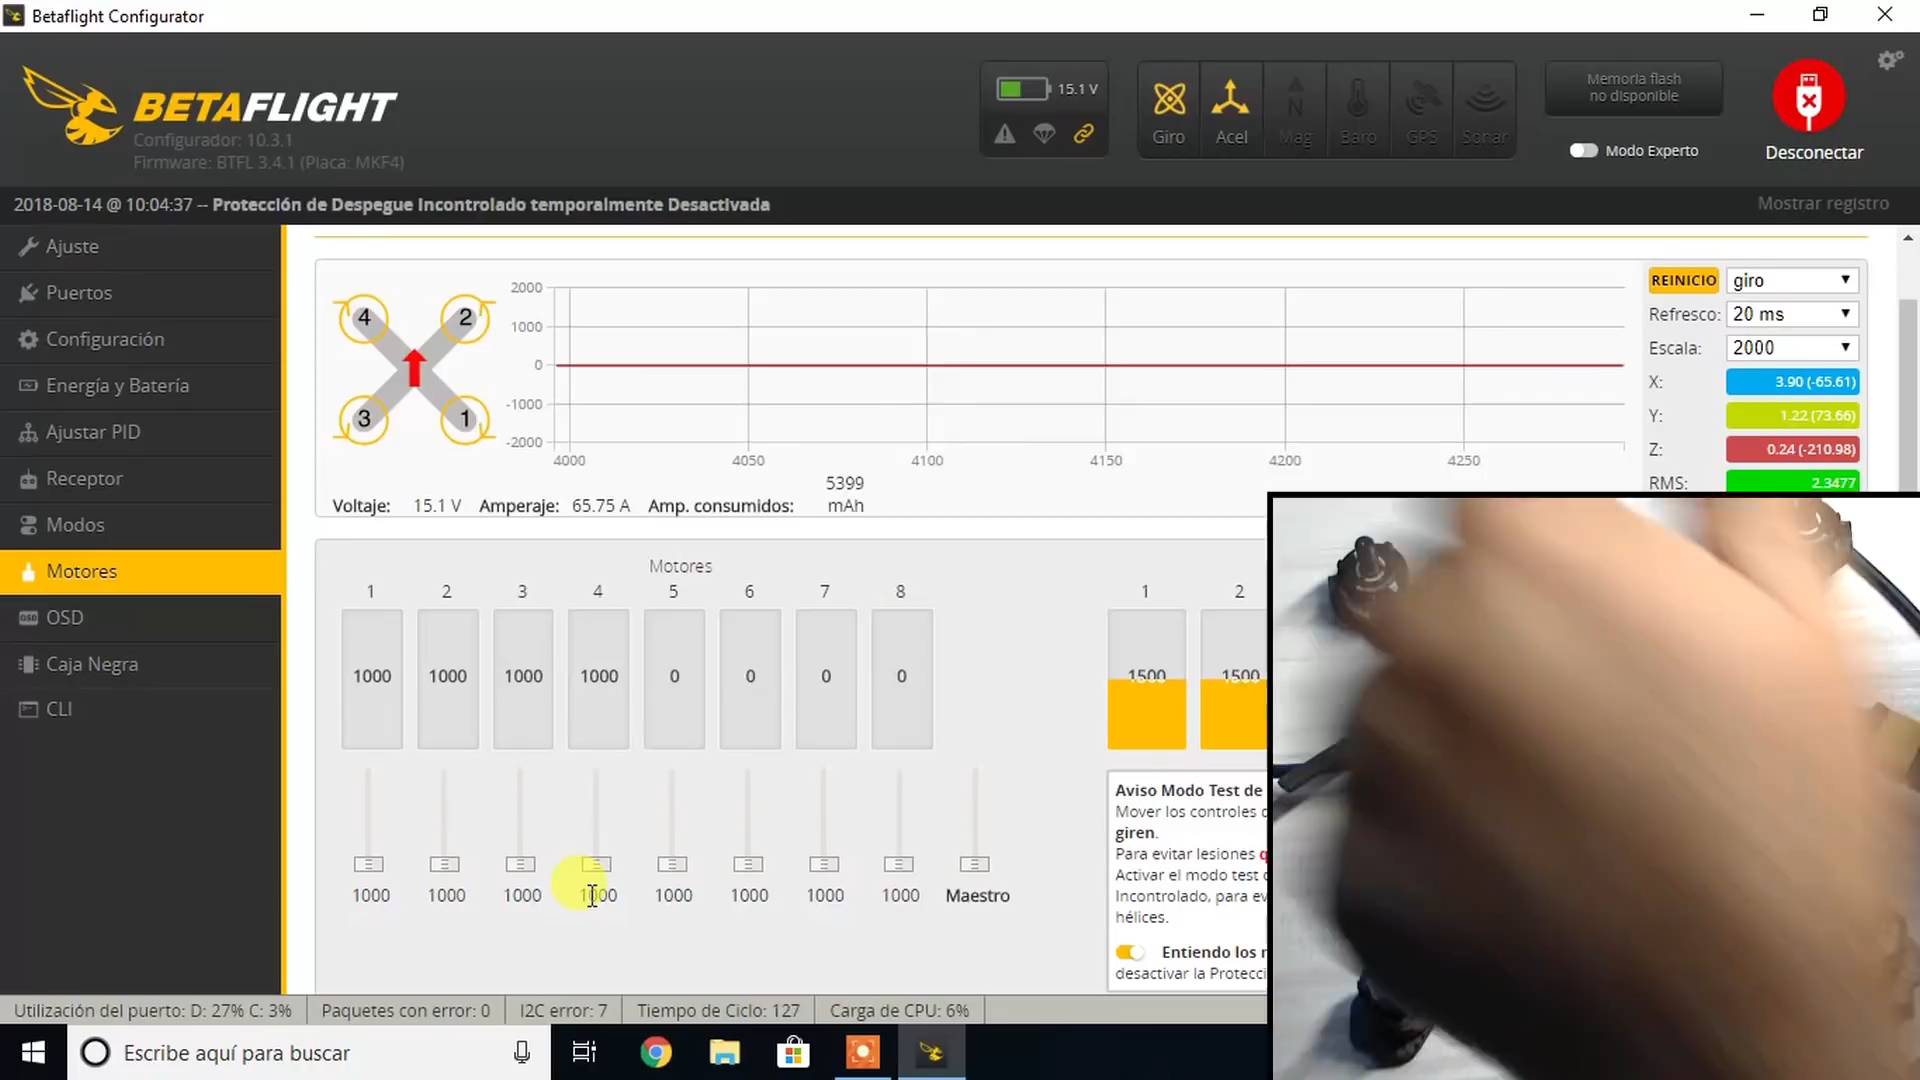 Betaflight Configurator
BETAFLIGHT
Configurador: 10.3.1
Firmware: BTFL 3.4.1 (Placa: MKF4)
15.1 V
Giro
Acel
Mag
Baro
GPS
Sonar
Memoria flash
no disponible
Modo Experto
Desconectar
2018-08-14 @ 10:04:37 -- Protección de Despegue Incontrolado temporalmente Desactivada
Mostrar registro
Ajuste
Puertos
Configuración
Energía y Batería
Ajustar PID
Receptor
Modos
Motores
OSD
Caja Negra
CLI
4 2
3 1
2000
1000
0
-1000
-2000
4000 4050 4100 4150 4200 4250
REINICIO giro
Refresco: 20 ms
Escala: 2000
X: 3.90 (-65.61)
Y: 1.22 (73.66)
Z: 0.24 (-210.98)
RMS: 2.3477
Voltaje: 15.1 V Amperaje: 65.75 A Amp. consumidos: 5399 mAh
Motores
1 2 3 4 5 6 7 8
1000 1000 1000 1000 0 0 0 0
1000 1000 1000 1000 1000 1000 1000 1000 Maestro
1 2
1500 1500
Aviso Modo Test de
Mover los controles
giren.
Para evitar lesiones
Activar el modo test
Incontrolado, para ev
hélices.
Entiendo los
desactivar la Protecci
Utilización del puerto: D: 27% C: 3%
Paquetes con error: 0
I2C error: 7
Tiempo de Ciclo: 127
Carga de CPU: 6%
Escribe aquí para buscar